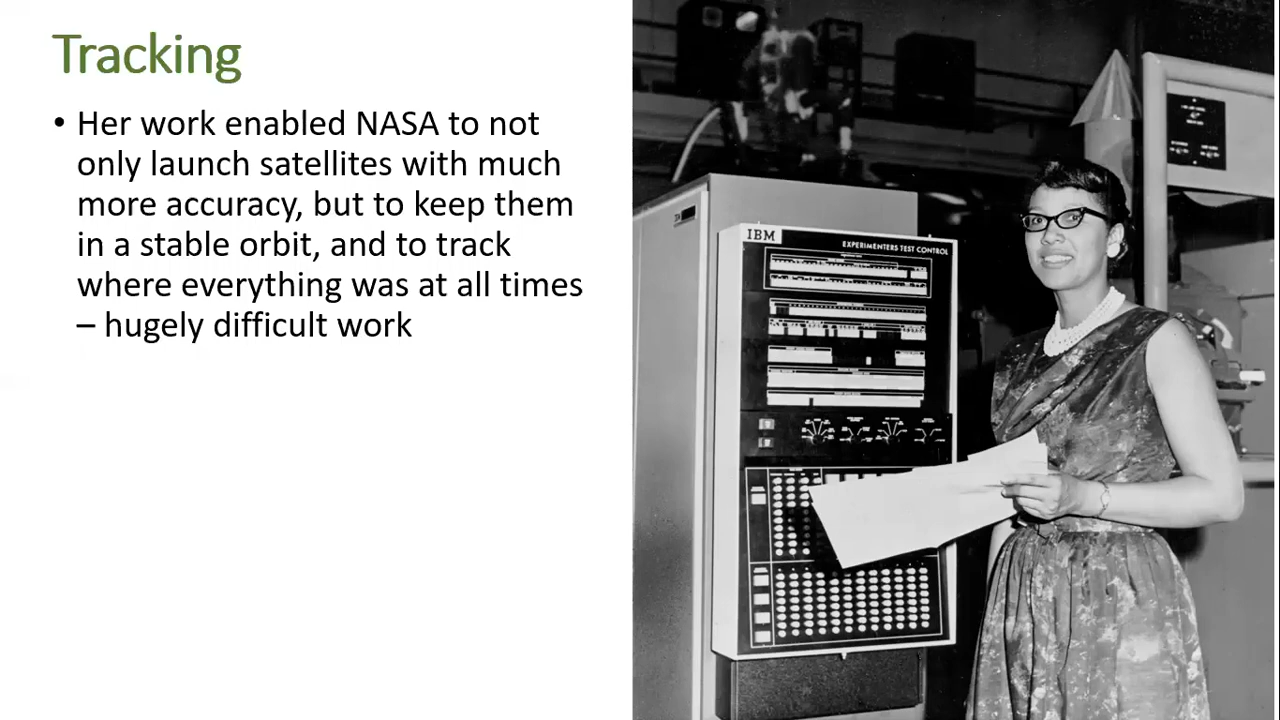 Tracking
• Her work enabled NASA to not
only launch satellites with much
more accuracy, but to keep them
in a stable orbit, and to track
where everything was at all times
– hugely difficult work
IBM
EXPERIMENTERS TEST CONTROL